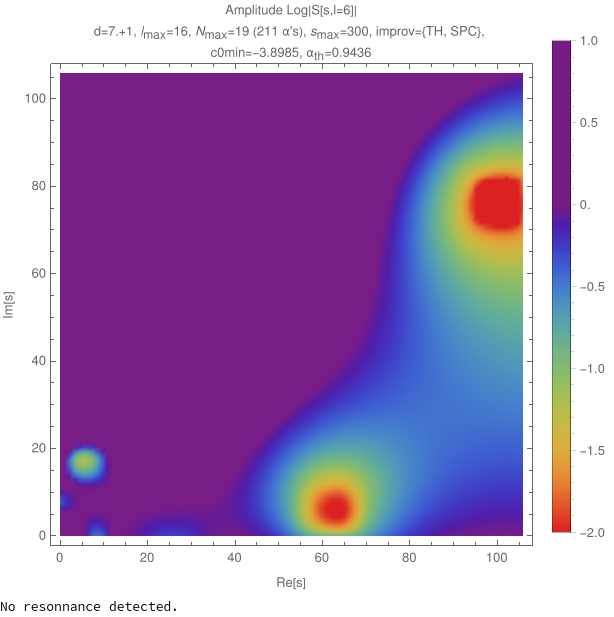 Amplitude Log|S[s,l=6]|
d=7.+1, lmax=16, Nmax=19 (211 α's), smax=300, improv={TH, SPC},
c0min=−3.8985, αth=0.9436
1.0
0.5
0.
−0.5
−1.0
−1.5
−2.0
100
80
60
40
20
0
Im[s]
0 20 40 60 80 100
Re[s]
No resonnance detected.